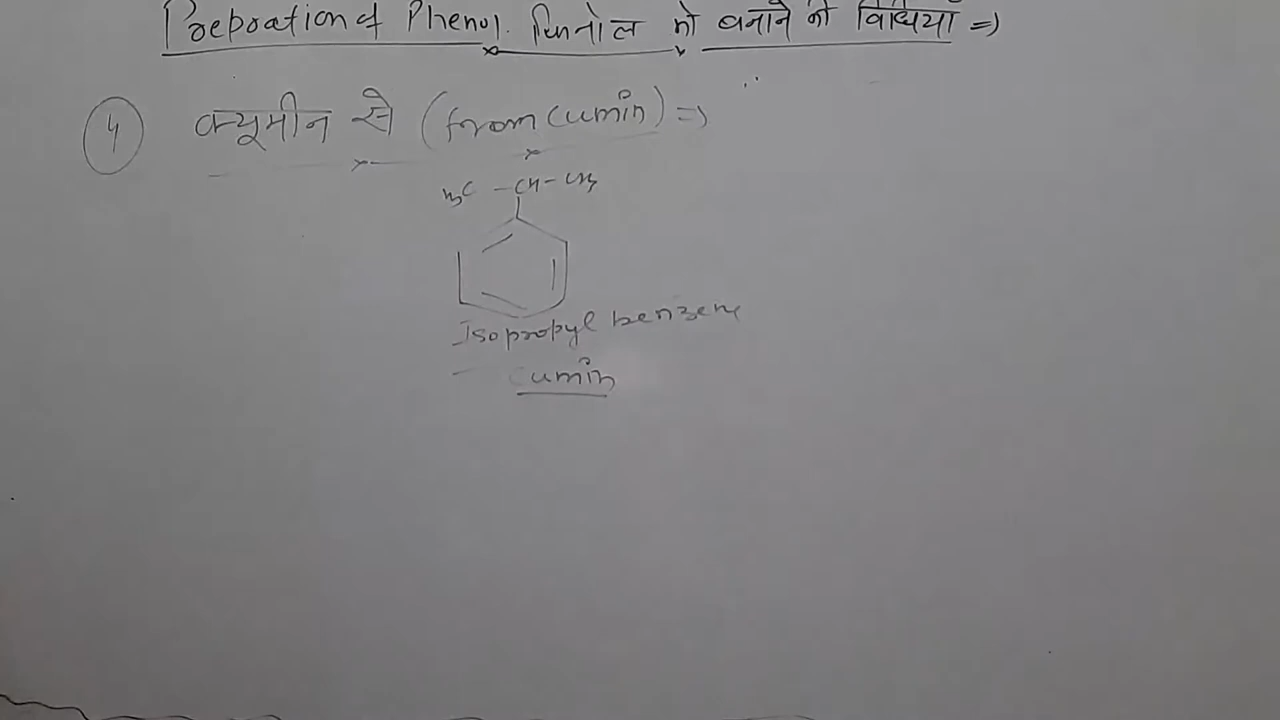 Preparation of Phenol. फिनोल को बनाने की विधियाँ =)
4 क्यूमीन से (from Cumin) =)
H3C - CH - CH3
Isopropyl benzene
Cumin